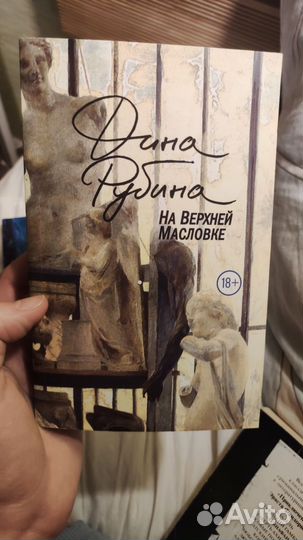 Дина
Рубина
На Верхней
Масловке
18+
Avito